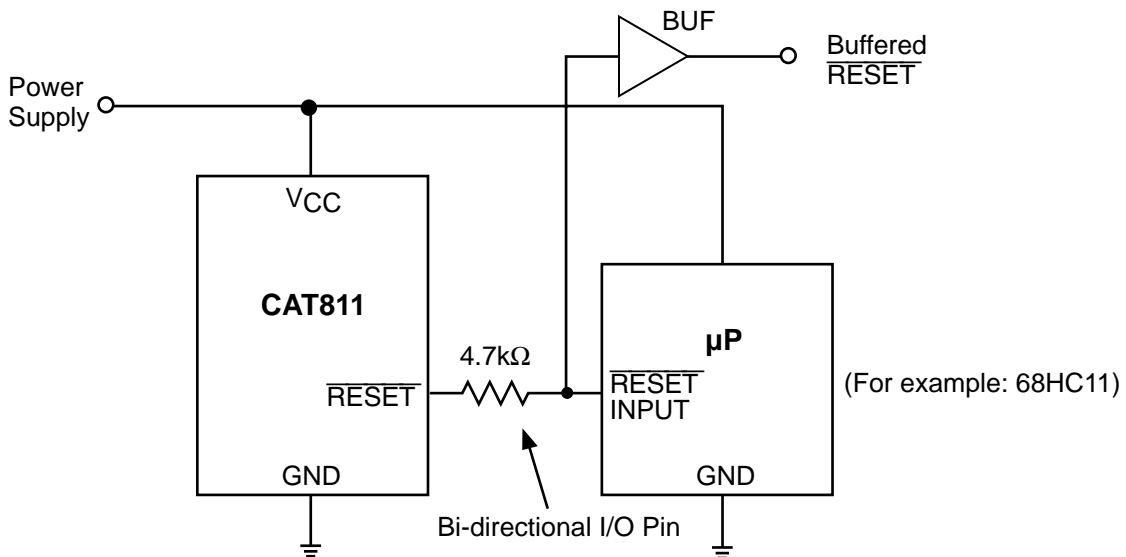 BUF
Buffered
RESET
Power
Supply
VCC
CAT811
µP
4.7kΩ
RESET
RESET
INPUT
(For example: 68HC11)
GND
GND
Bi-directional I/O Pin